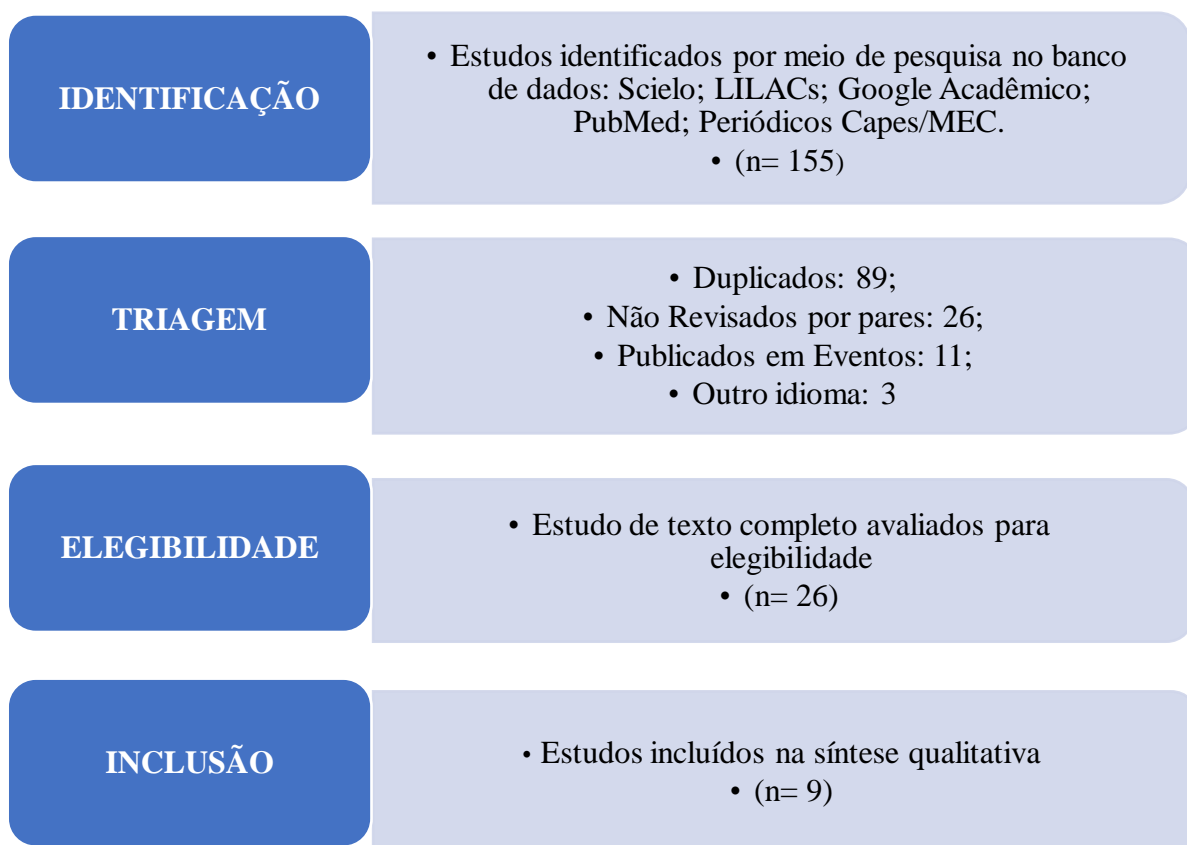 IDENTIFICAÇÃO
• Estudos identificados por meio de pesquisa no banco
de dados: Scielo; LILACs; Google Acadêmico;
PubMed; Periódicos Capes/MEC.
• (n= 155)
TRIAGEM
• Duplicados: 89;
• Não Revisados por pares: 26;
• Publicados em Eventos: 11;
• Outro idioma: 3
ELEGIBILIDADE
• Estudo de texto completo avaliados para
elegibilidade
• (n= 26)
INCLUSÃO
• Estudos incluídos na síntese qualitativa
• (n= 9)